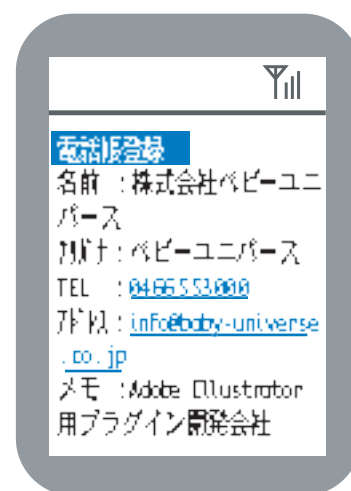 電話帳登録
名前 :株式会社ベビーユニ
バース
ﾌﾘｶﾞﾅ:ベビーユニバース
TEL :0466553000
ｱﾄﾞﾚｽ:info@baby-universe
.co.jp
メモ :Adobe Illustrator
用プラグイン開発会社